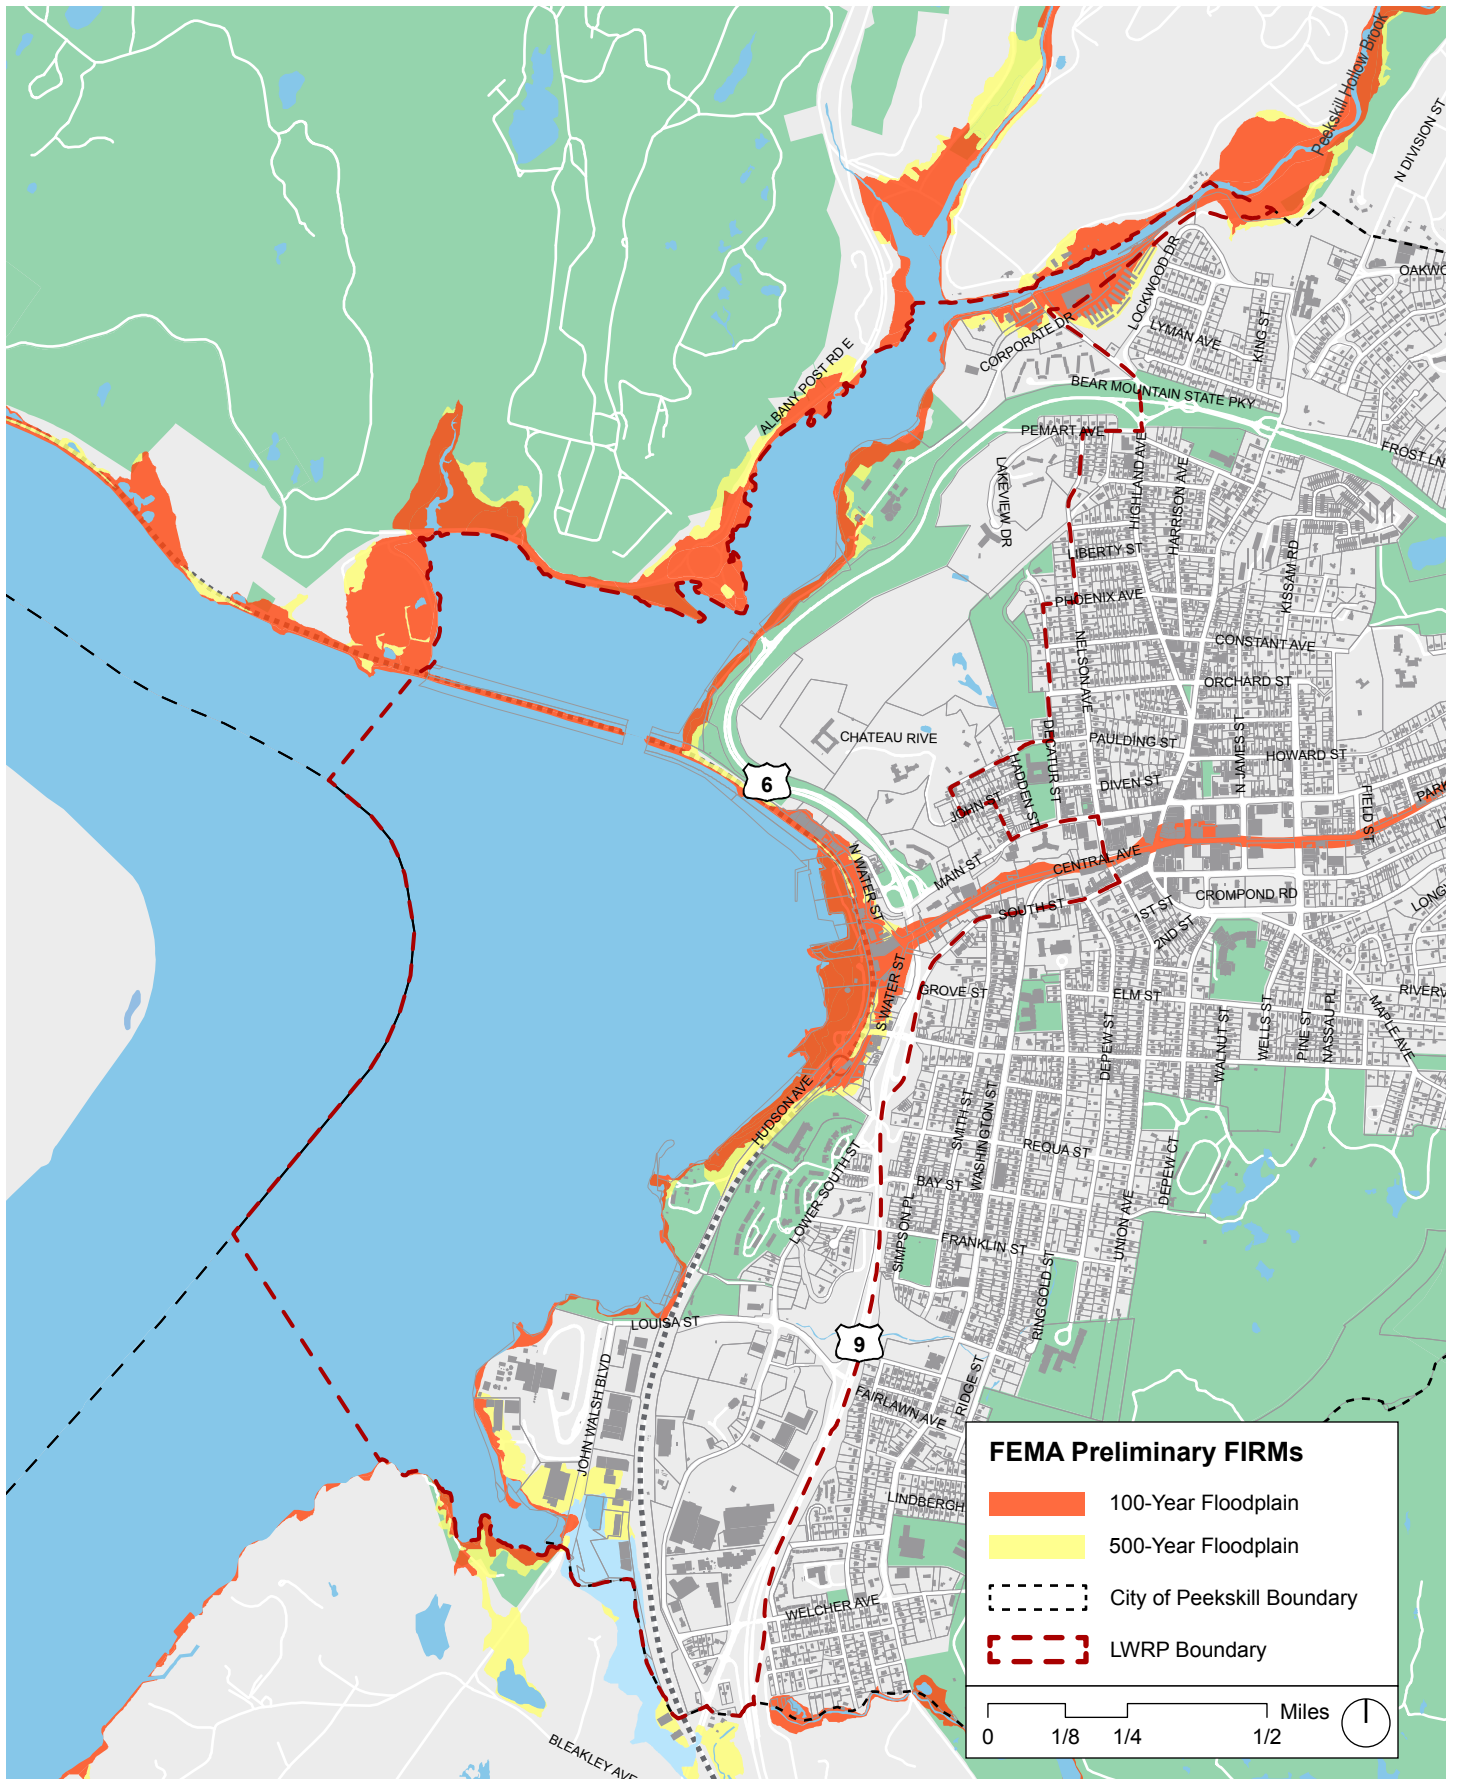 Peekskill Hollow Brook
N DIVISION ST
OAKWO
LOCKWOOD DR
LYMAN AVE
KING ST
CORPORATE DR
ALBANY POST RD E
BEAR MOUNTAIN STATE PKY
PEMART AVE
FROST LN
LAKEVIEW DR
HIGHLAND AVE
HARRISON AVE
LIBERTY ST
KISSAM RD
PHOENIX AVE
NELSON AVE
CONSTANT AVE
ORCHARD ST
CHATEAU RIVE
DECATUR ST
PAULDING ST
N JAMES ST
HOWARD ST
6
HADDEN ST
DIVEN ST
JOHN ST
FIELD ST
PARK
N WATER ST
MAIN ST
CENTRAL AVE
CROMPOND RD
LONG
SOUTH ST
1ST ST
2ND ST
S WATER ST
GROVE ST
ELM ST
RIVERV
DEPEW ST
WALNUT ST
WELLS ST
PINE ST
NASSAU PL
MAPLE AVE
HUDSON AVE
SMITH ST
WASHINGTON ST
REQUA ST
LOWER SOUTH ST
BAY ST
DEPEW CT
SIMPSON PL
FRANKLIN ST
UNION AVE
RINGGOLD ST
LOUISA ST
9
JOHN WALSH BLVD
FAIRLAWN AVE
RIDGE ST
LINDBERGH
WELCHER AVE
BLEAKLEY AVE
FEMA Preliminary FIRMs
100-Year Floodplain
500-Year Floodplain
City of Peekskill Boundary
LWRP Boundary
Miles
0 1/8 1/4 1/2